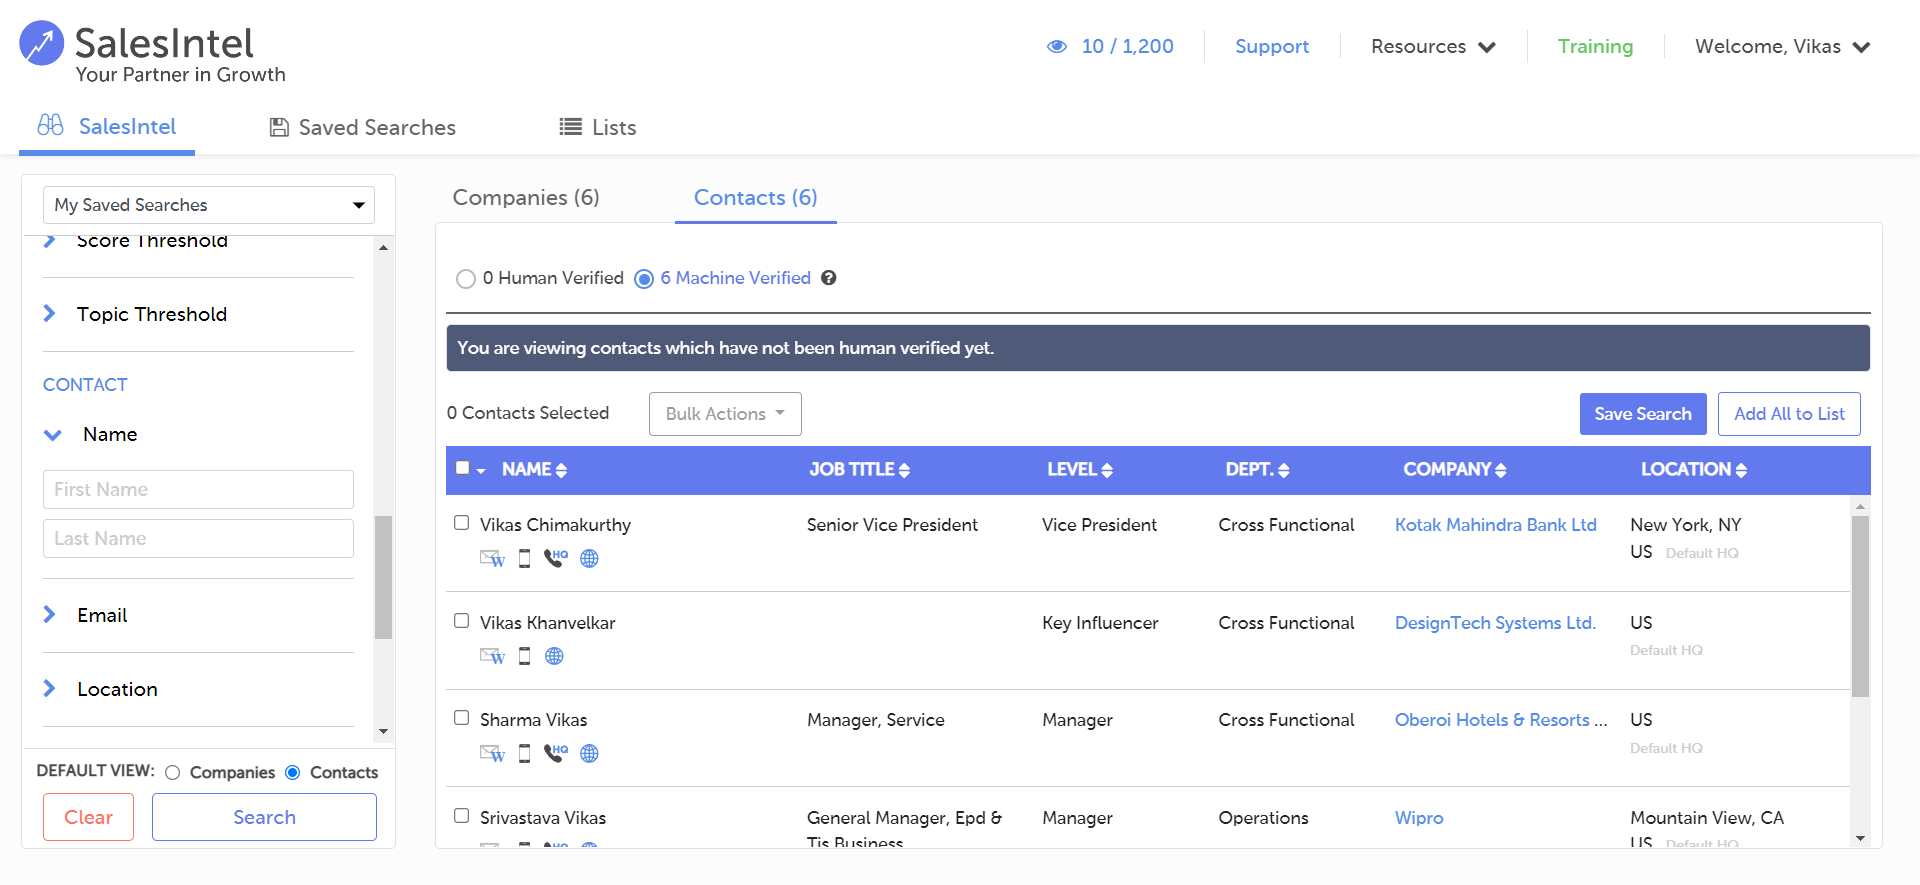 SalesIntel
Your Partner in Growth
10 / 1,200
Support
Resources
Training
Welcome, Vikas
SalesIntel
Saved Searches
Lists
My Saved Searches
Score Threshold
Topic Threshold
CONTACT
Name
First Name
Last Name
Email
Location
DEFAULT VIEW: Companies Contacts
Clear
Search
Companies (6)
Contacts (6)
0 Human Verified 6 Machine Verified ?
You are viewing contacts which have not been human verified yet.
0 Contacts Selected
Bulk Actions
Save Search
Add All to List
NAME JOB TITLE LEVEL DEPT. COMPANY LOCATION
Vikas Chimakurthy Senior Vice President Vice President Cross Functional Kotak Mahindra Bank Ltd New York, NY
W HQ US Default HQ
Vikas Khanvelkar Key Influencer Cross Functional DesignTech Systems Ltd. US
W Default HQ
Sharma Vikas Manager, Service Manager Cross Functional Oberoi Hotels & Resorts ... US
W HQ Default HQ
Srivastava Vikas General Manager, Epd & Manager Operations Wipro Mountain View, CA
HQ Tis Business US Default HQ